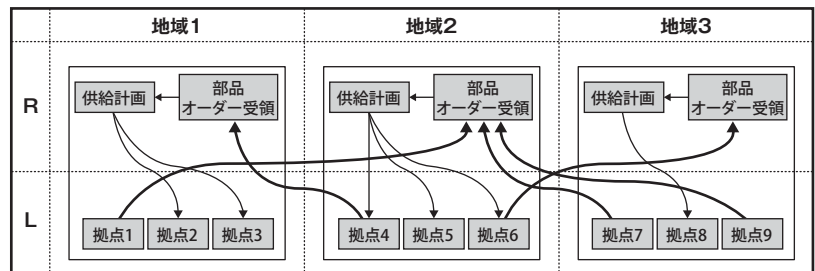 地域1
地域2
地域3
R
供給計画
部品
オーダー受領
供給計画
部品
オーダー受領
供給計画
部品
オーダー受領
L
拠点1
拠点2
拠点3
拠点4
拠点5
拠点6
拠点7
拠点8
拠点9